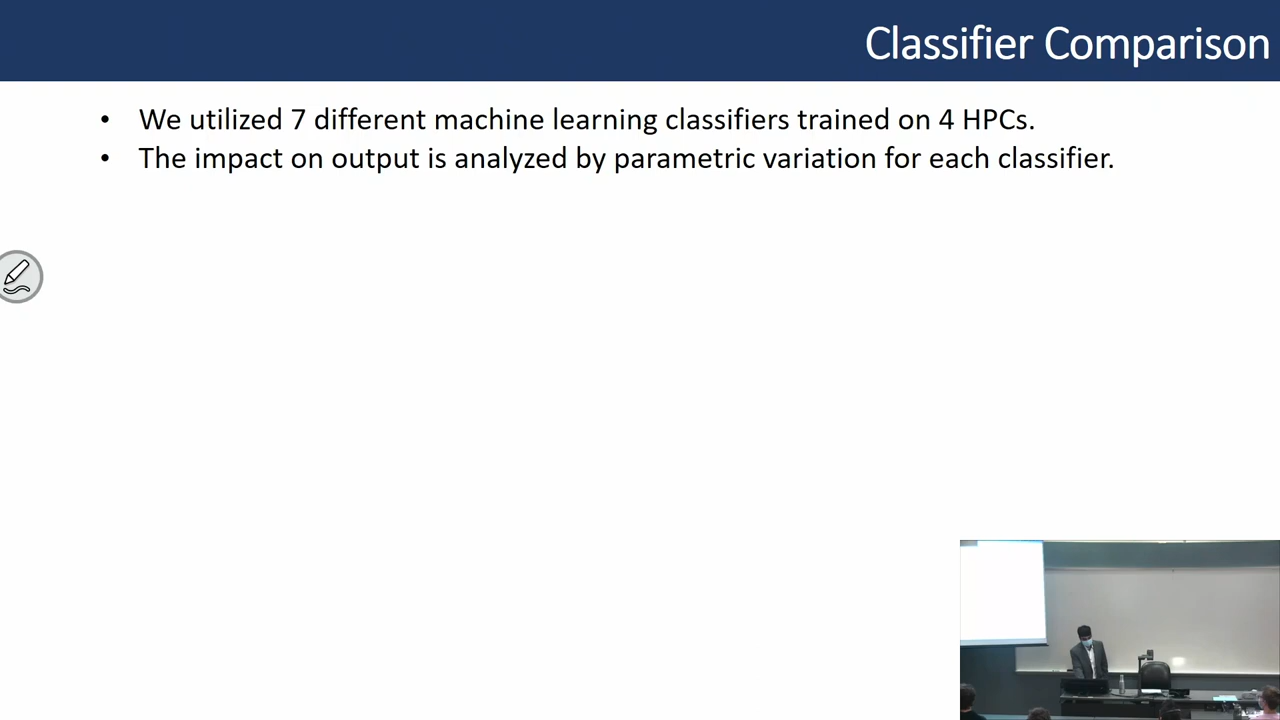 Classifier Comparison
• We utilized 7 different machine learning classifiers trained on 4 HPCs.
• The impact on output is analyzed by parametric variation for each classifier.